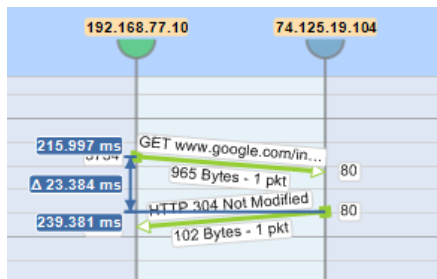 192.168.77.10
74.125.19.104
215.997 ms
GET www.google.com/in...
965 Bytes - 1 pkt
80
Δ 23.384 ms
HTTP 304 Not Modified
80
239.381 ms
102 Bytes - 1 pkt